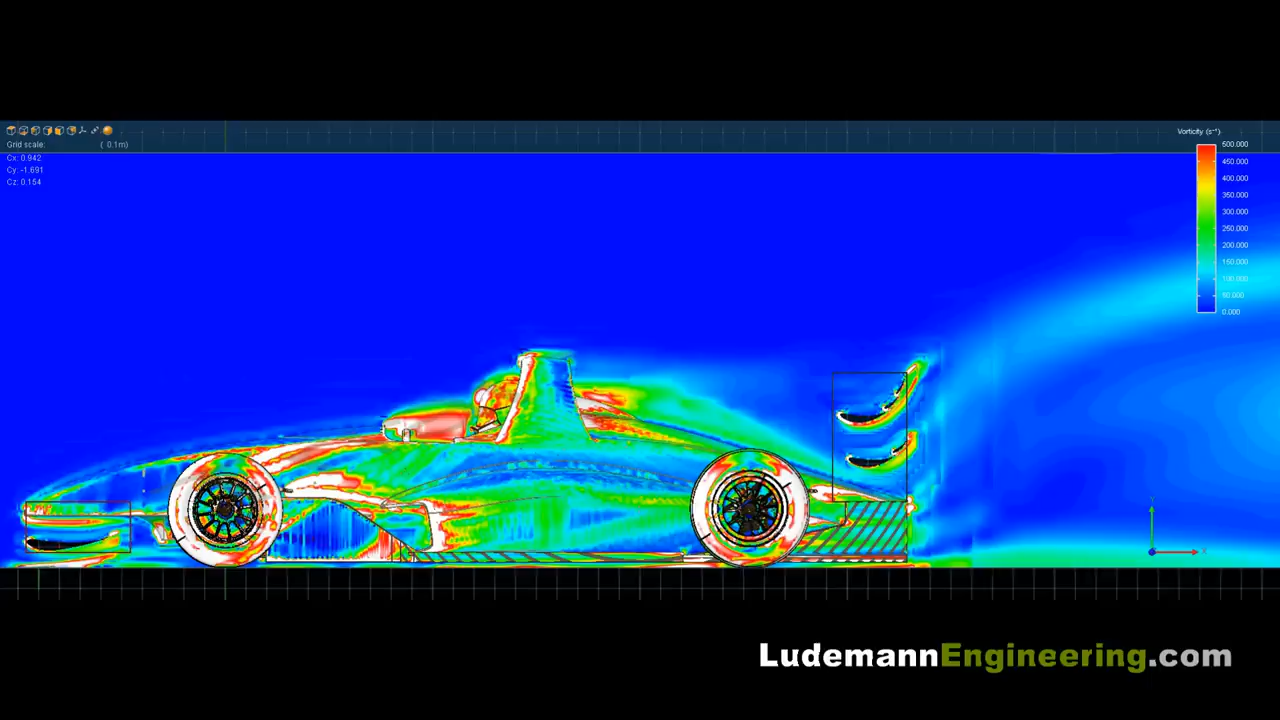 Vorticity (s⁻¹)
Grid scale: ( 0.1m)
500.000
Cx: 0.942
450.000
Cy: -1.691
400.000
Cz: 0.154
350.000
300.000
250.000
200.000
150.000
100.000
50.000
0.000
Y
X
LudemannEngineering.com